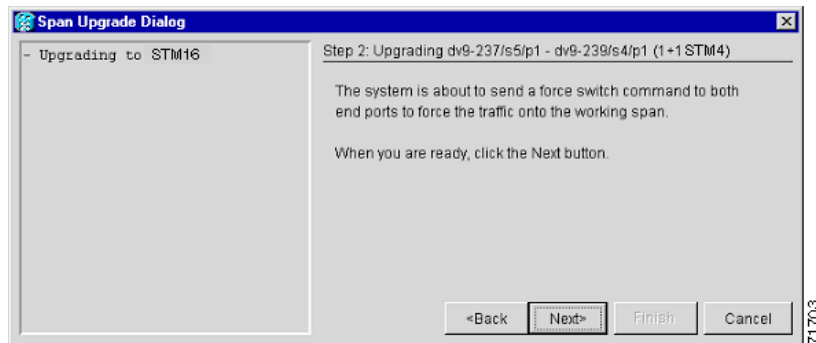 Span Upgrade Dialog
- Upgrading to STM16
Step 2: Upgrading dv9-237/s5/p1 - dv9-239/s4/p1 (1+1 STM4)
The system is about to send a force switch command to both
end ports to force the traffic onto the working span.
When you are ready, click the Next button.
<Back
Next>
Finish
Cancel
71703